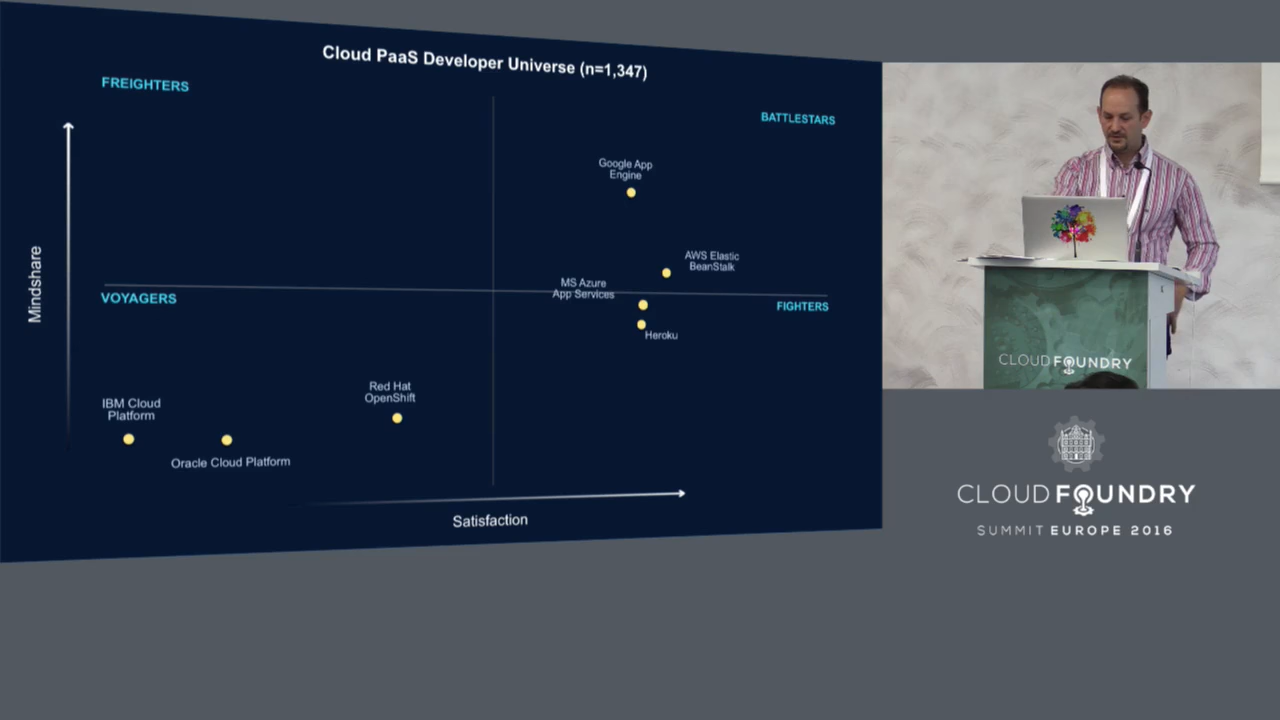 Cloud PaaS Developer Universe (n=1,347)
FREIGHTERS
BATTLESTARS
Google App
Engine
AWS Elastic
BeanStalk
MS Azure
App Services
VOYAGERS
FIGHTERS
Heroku
Mindshare
Red Hat
OpenShift
IBM Cloud
Platform
Oracle Cloud Platform
Satisfaction
CLOUD FOUNDRY
CLOUD FOUNDRY
SUMMIT EUROPE 2016